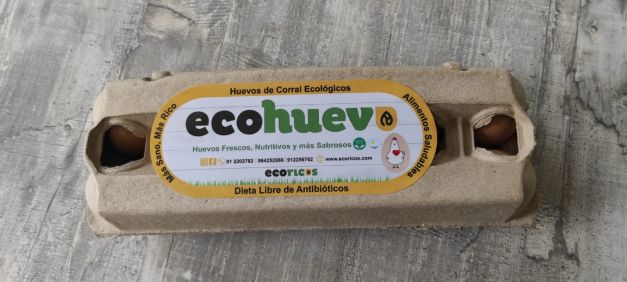 Huevos de Corral Ecológicos
Más Sano, Más Rico
ecohuevo
Alimentos Saludables
Huevos Frescos, Nutritivos y más Sabrosos
01 2203782 | 964252686 | 912256762 www.ecoricos.com
ecoricos
Dieta Libre de Antibióticos